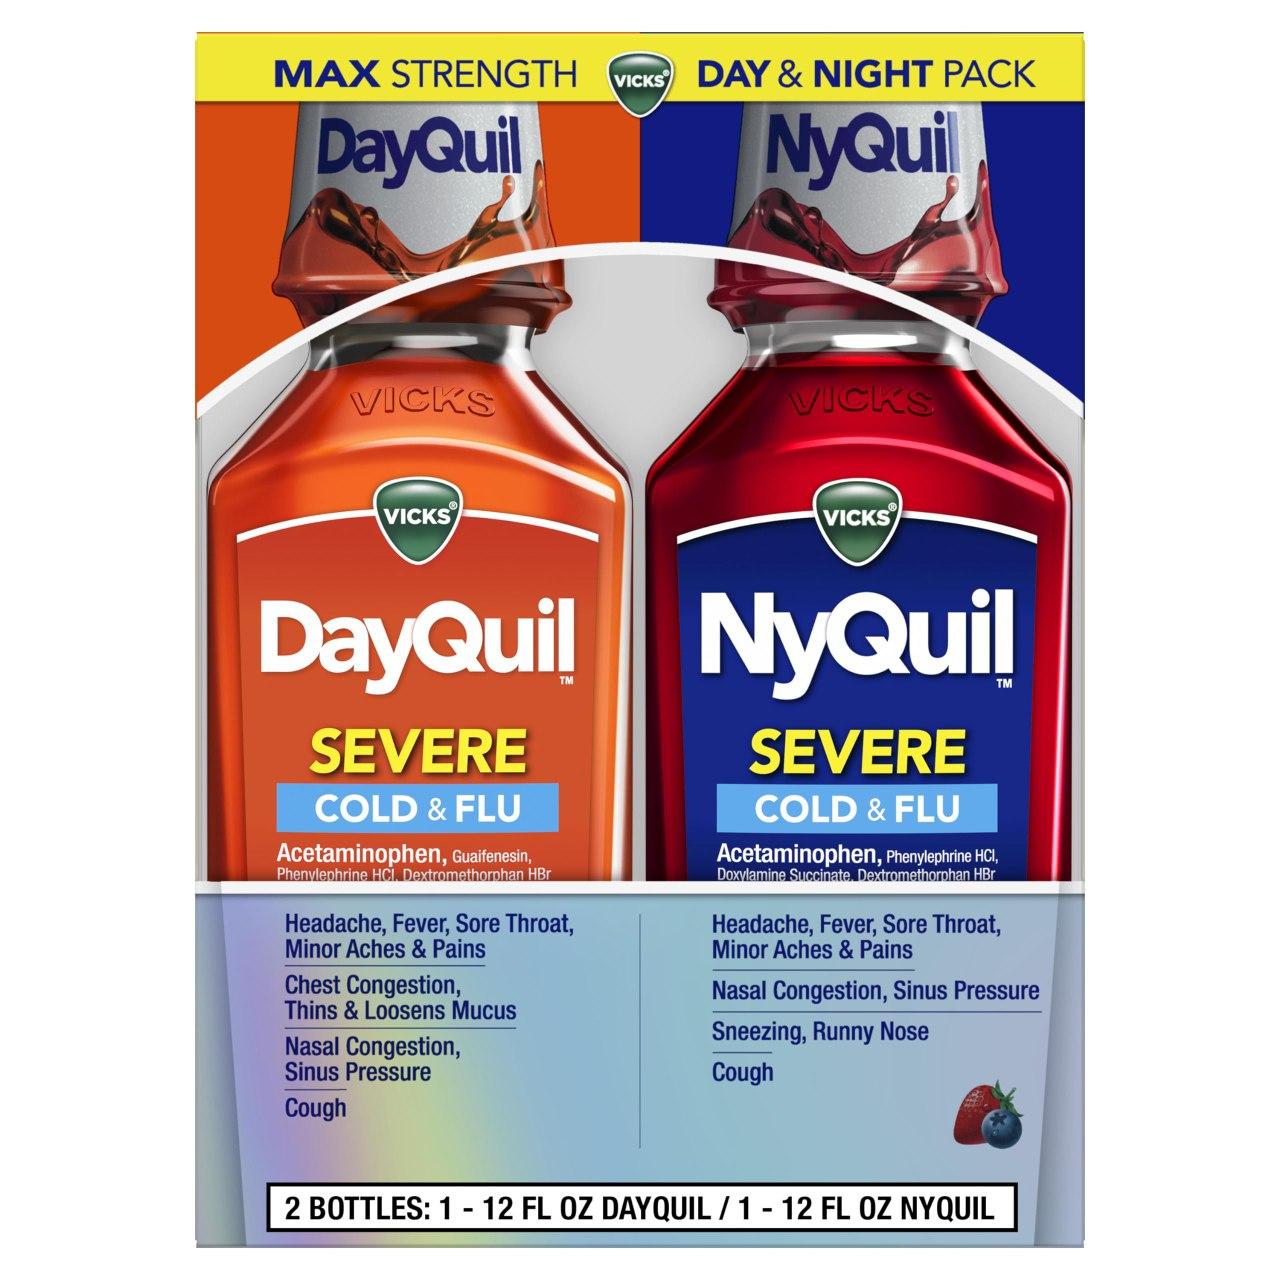 MAX STRENGTH VICKS® DAY & NIGHT PACK
DayQuil
NyQuil
VICKS
VICKS
VICKS®
VICKS®
DayQuil™
NyQuil™
SEVERE
COLD & FLU
Acetaminophen, Guaifenesin,
Phenylephrine HCl, Dextromethorphan HBr
SEVERE
COLD & FLU
Acetaminophen, Phenylephrine HCl,
Doxylamine Succinate, Dextromethorphan HBr
Headache, Fever, Sore Throat,
Minor Aches & Pains
Chest Congestion,
Thins & Loosens Mucus
Nasal Congestion,
Sinus Pressure
Cough
Headache, Fever, Sore Throat,
Minor Aches & Pains
Nasal Congestion, Sinus Pressure
Sneezing, Runny Nose
Cough
2 BOTTLES: 1 - 12 FL OZ DAYQUIL / 1 - 12 FL OZ NYQUIL